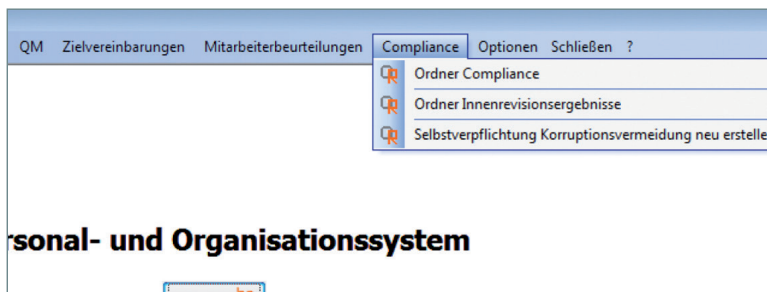 QM Zielvereinbarungen Mitarbeiterbeurteilungen Compliance Optionen Schließen ?
Ordner Compliance
Ordner Innenrevisionsergebnisse
Selbstverpflichtung Korruptionsvermeidung neu erstelle
rsonal- und Organisationssystem